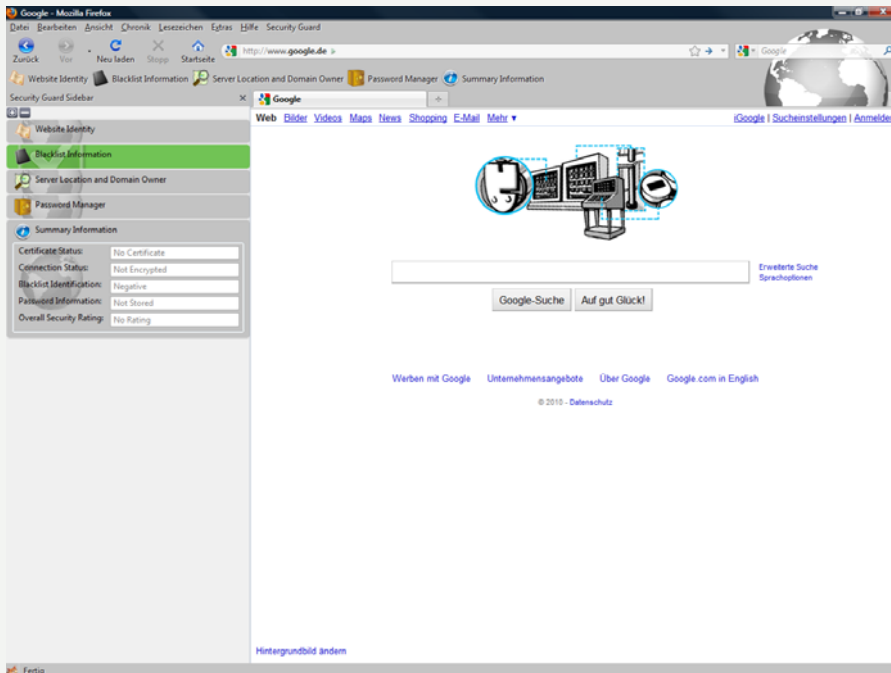 Google - Mozilla Firefox
Datei Bearbeiten Ansicht Chronik Lesezeichen Extras Hilfe Security Guard
Zurück Vor Neu laden Stopp Startseite http://www.google.de Google
Website Identity Blacklist Information Server Location and Domain Owner Password Manager Summary Information
Security Guard Sidebar
Google
Website Identity
Blacklist Information
Server Location and Domain Owner
Password Manager
Summary Information
Certificate Status: No Certificate
Connection Status: Not Encrypted
Blacklist Identification: Negative
Password Information: Not Stored
Overall Security Rating: No Rating
Web Bilder Videos Maps News Shopping E-Mail Mehr ▼ iGoogle | Sucheinstellungen | Anmelden
Erweiterte Suche
Sprachoptionen
Google-Suche Auf gut Glück!
Werben mit Google Unternehmensangebote Über Google Google.com in English
© 2010 - Datenschutz
Hintergrundbild ändern
Fertig